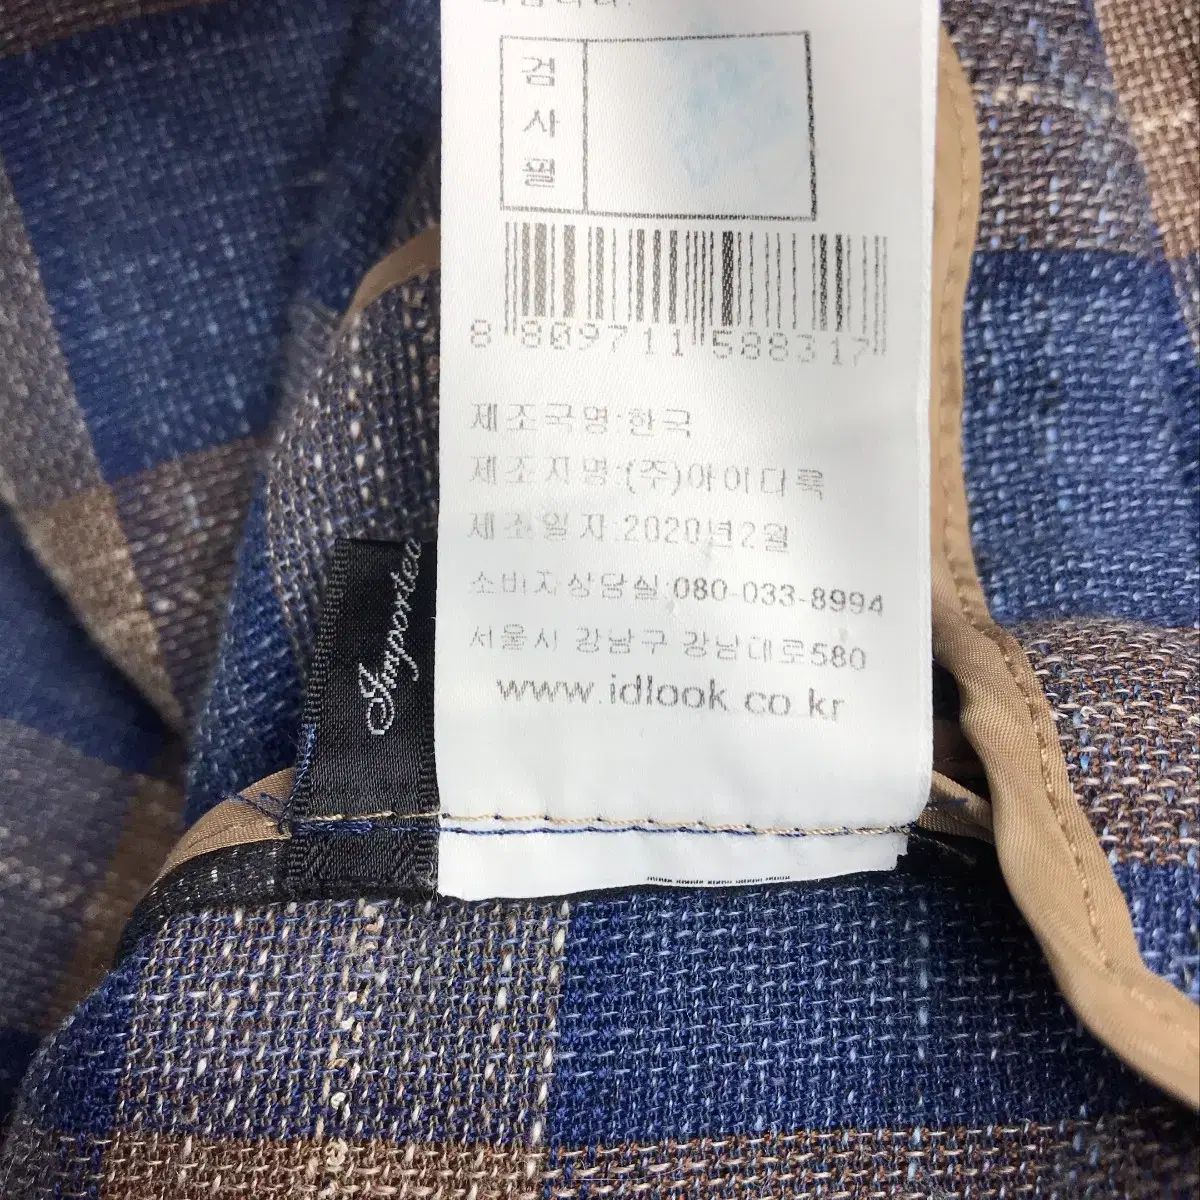 검
사
필
8 809711 588317
제조국명:한국
제조자명:(주)아이디룩
제조일자:2020년2월
소비자상담실:080-033-8994
서울시 강남구 강남대로580
www.idlook.co.kr
Imported